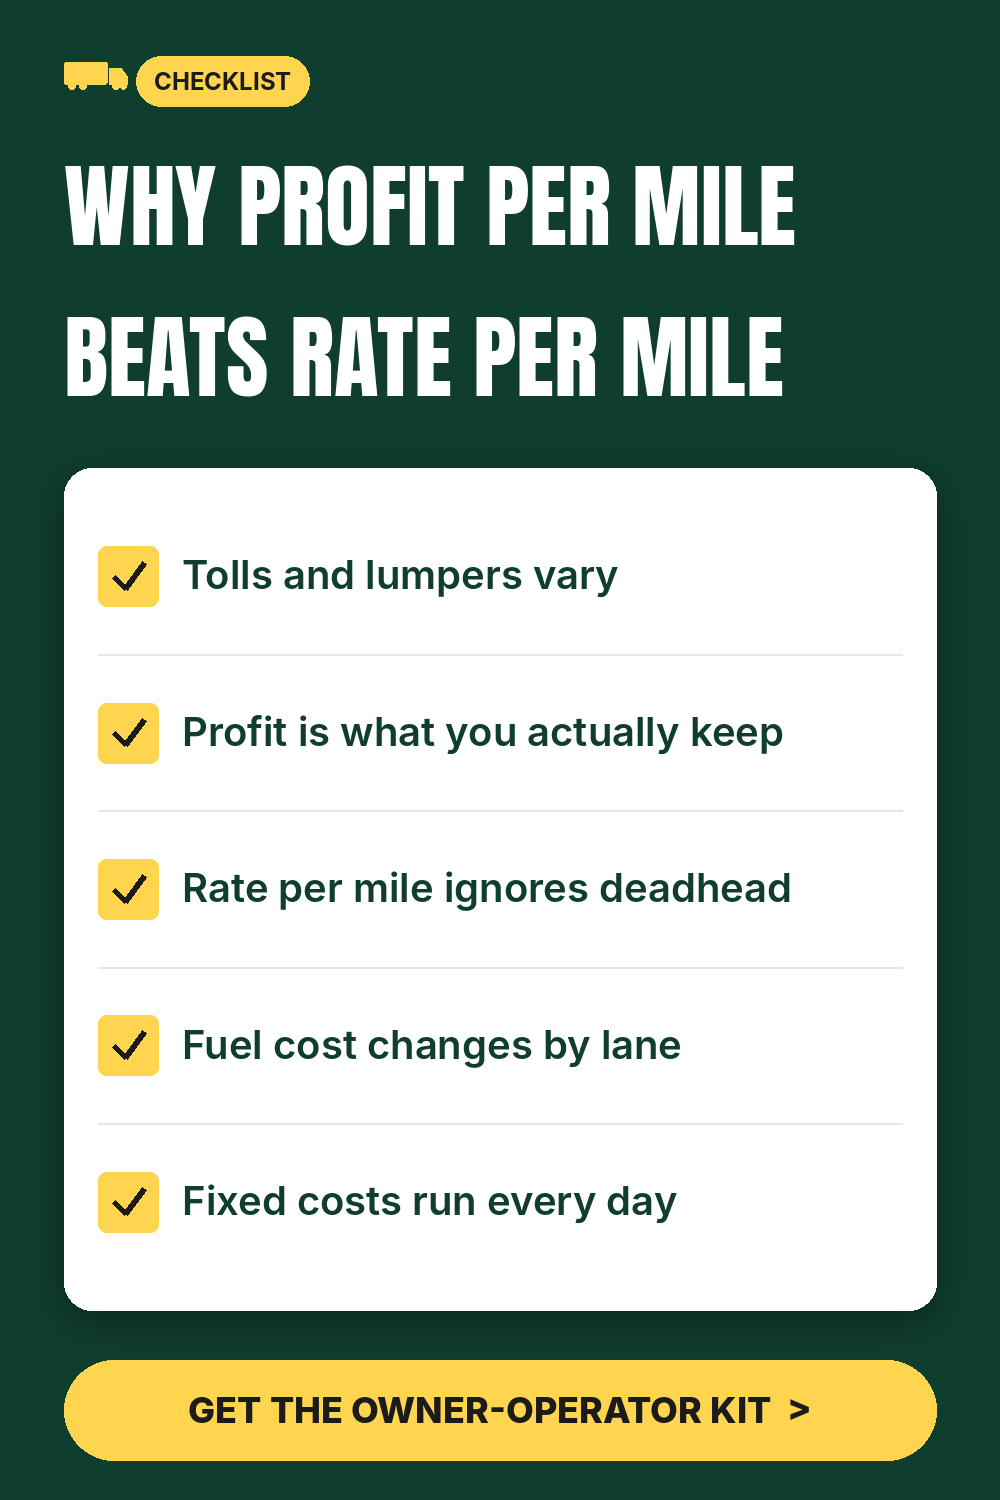 CHECKLIST
WHY PROFIT PER MILE
BEATS RATE PER MILE
Tolls and lumpers vary
Profit is what you actually keep
Rate per mile ignores deadhead
Fuel cost changes by lane
Fixed costs run every day
GET THE OWNER-OPERATOR KIT >